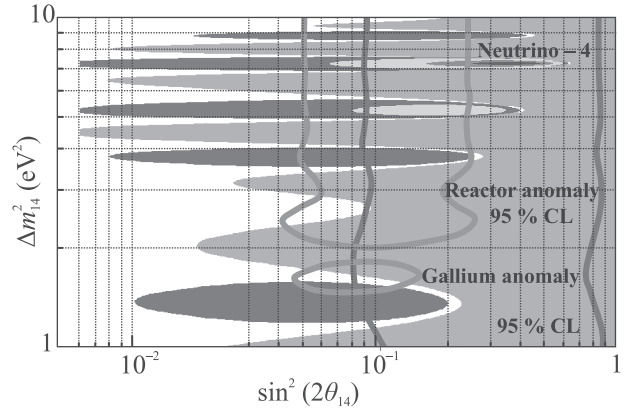 10
Neutrino – 4
Δm²₁₄ (eV²)
Reactor anomaly
95 % CL
Gallium anomaly
95 % CL
1
10⁻² 10⁻¹ 1
sin² (2θ₁₄)